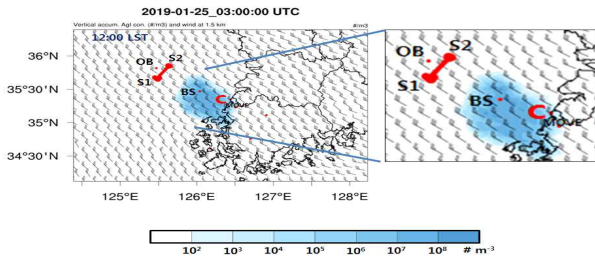 2019-01-25_03:00:00 UTC
Vertical accum. AgI con. (#/m3) and wind at 1.5 km
#/m3
12:00 LST
36°N
35°30'N
35°N
34°30'N
OB
S2
S1
BS
C
MOVE
125°E
126°E
127°E
128°E
OB
S2
S1
BS
C
MOVE
10² 10³ 10⁴ 10⁵ 10⁶ 10⁷ 10⁸ # m⁻³